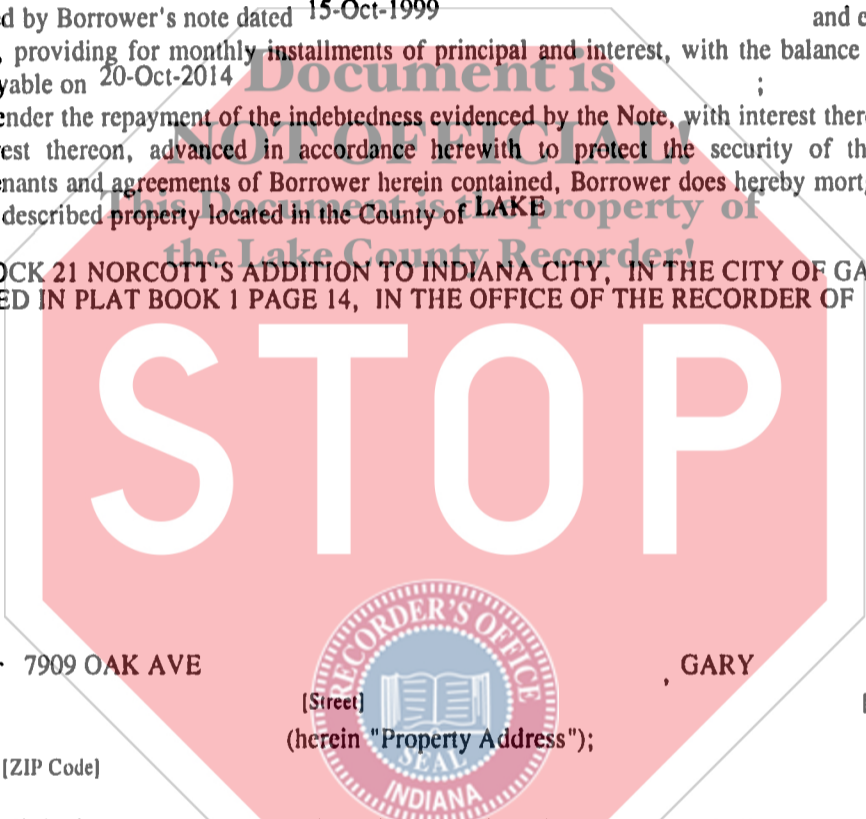 d by Borrower's note dated 15-Oct-1999 and
, providing for monthly installments of principal and interest, with the balance
yable on 20-Oct-2014 ;
Document is
ender the repayment of the indebtedness evidenced by the Note, with interest
NOT OFFICIAL!
est thereon, advanced in accordance herewith to protect the security of
nants and agreements of Borrower herein contained, Borrower does hereby
This Document is the property of
described property located in the County of LAKE
the Lake County Recorder!
OCK 21 NORCOTT'S ADDITION TO INDIANA CITY, IN THE CITY OF GA
ED IN PLAT BOOK 1 PAGE 14, IN THE OFFICE OF THE RECORDER OF
STOP
RECORDER'S OFFICE
7909 OAK AVE , GARY
[Street]
(herein "Property Address");
SEAL
[ZIP Code]
INDIANA